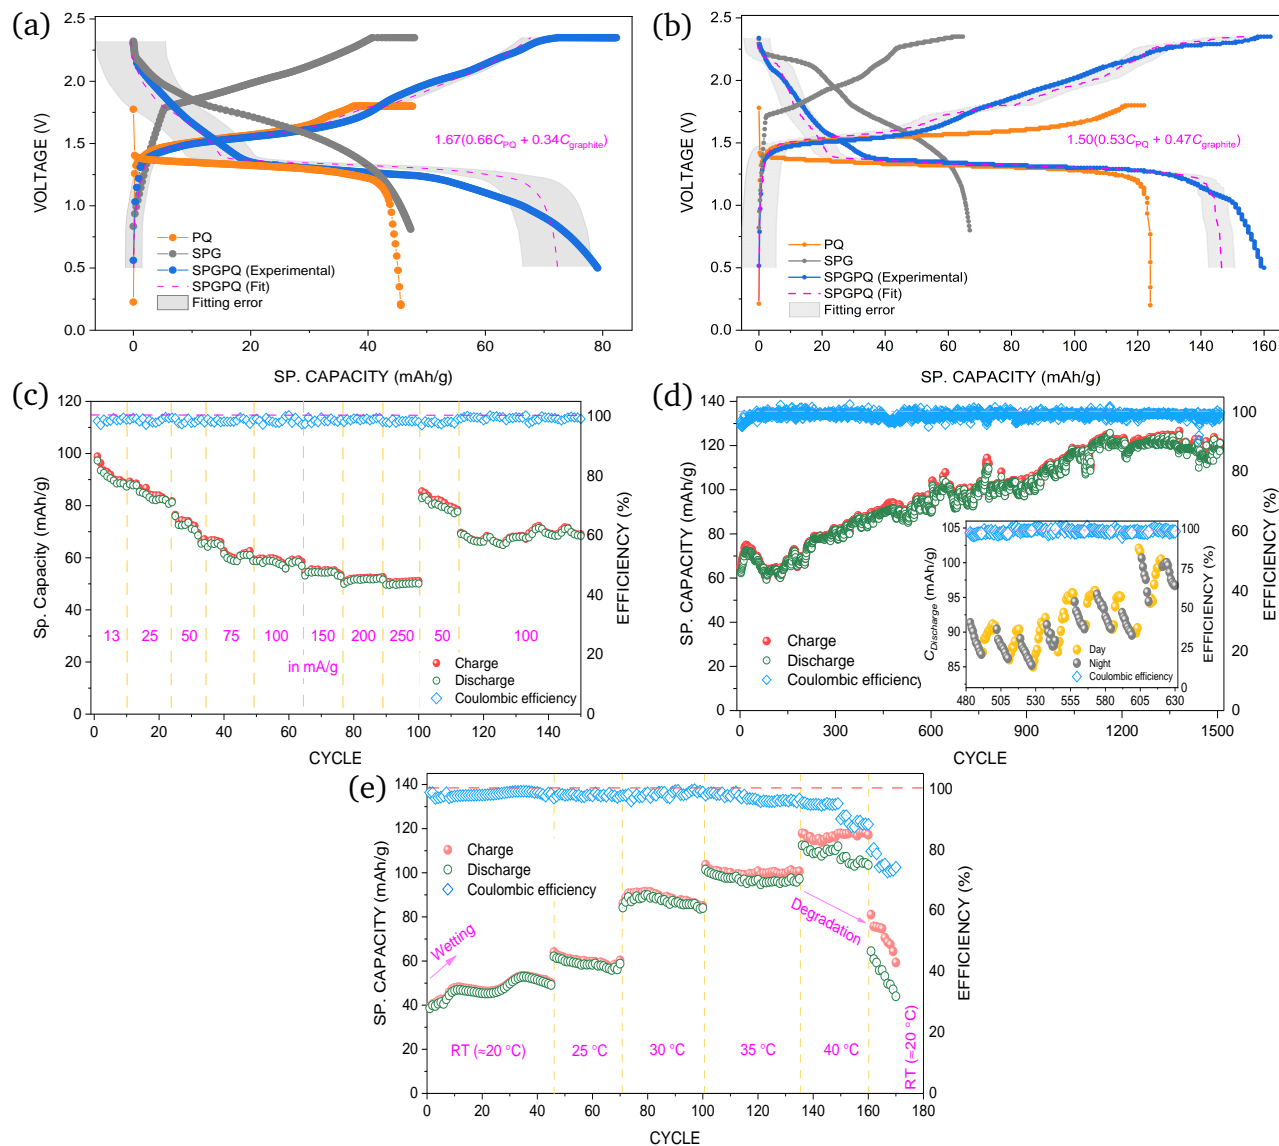 (a)
2.5
2.0
1.5
1.0
0.5
0.0
VOLTAGE (V)
1.67(0.66C_PQ + 0.34C_graphite)
PQ
SPG
SPGPQ (Experimental)
SPGPQ (Fit)
Fitting error
0 20 40 60 80
SP. CAPACITY (mAh/g)
(b)
2.5
2.0
1.5
1.0
0.5
0.0
VOLTAGE (V)
1.50(0.53C_PQ + 0.47C_graphite)
PQ
SPG
SPGPQ (Experimental)
SPGPQ (Fit)
Fitting error
0 20 40 60 80 100 120 140 160
SP. CAPACITY (mAh/g)
(c)
120
100
80
60
40
20
0
Sp. Capacity (mAh/g)
13 25 50 75 100 150 200 250 50 100
in mA/g
Charge
Discharge
Coulombic efficiency
100
80
60
40
20
0
EFFICIENCY (%)
0 20 40 60 80 100 120 140
CYCLE
(d)
140
120
100
80
60
40
20
0
SP. CAPACITY (mAh/g)
Charge
Discharge
Coulombic efficiency
105
100
95
90
85
C_Discharge (mAh/g)
Day
Night
Coulombic efficiency
100
75
50
25
0
EFFICIENCY (%)
480 505 530 555 580 605 630
100
80
60
40
20
0
EFFICIENCY (%)
0 300 600 900 1200 1500
CYCLE
(e)
140
120
100
80
60
40
20
0
SP. CAPACITY (mAh/g)
Charge
Discharge
Coulombic efficiency
Wetting
Degradation
RT (≈20 °C) 25 °C 30 °C 35 °C 40 °C
RT (≈20 °C)
100
80
60
40
20
0
EFFICIENCY (%)
0 20 40 60 80 100 120 140 160 180
CYCLE